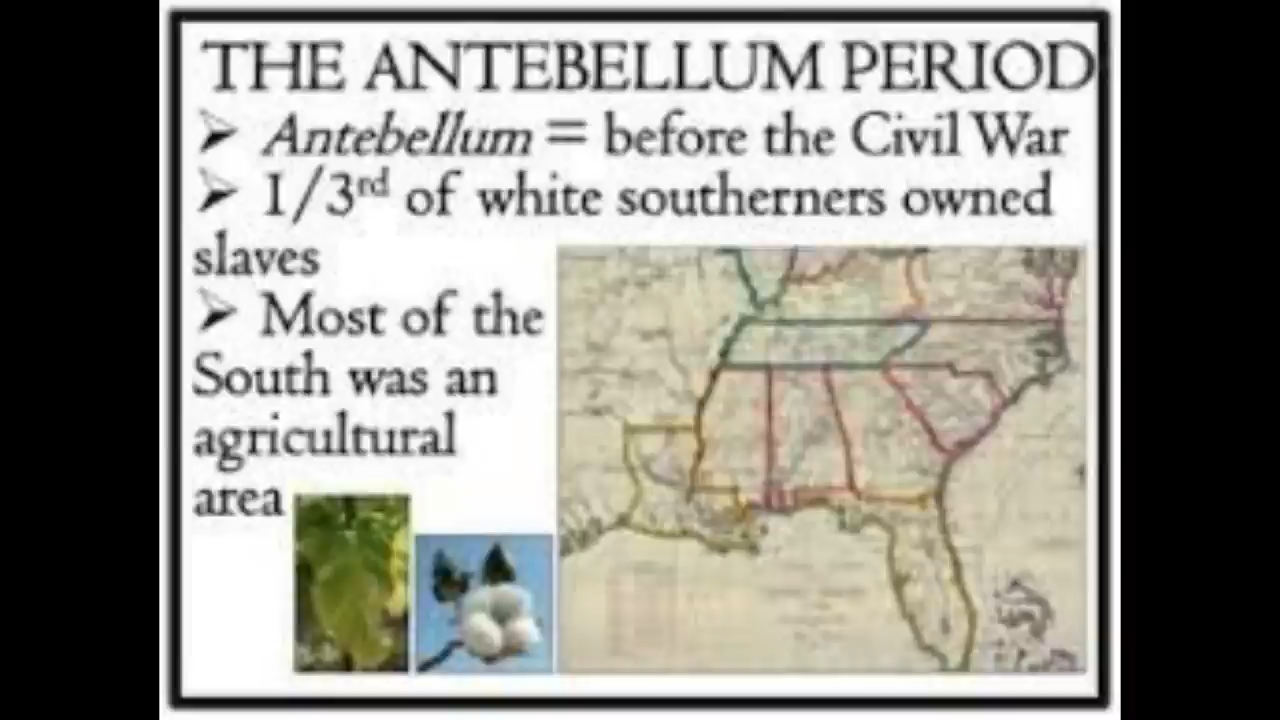 THE ANTEBELLUM PERIOD
➢ Antebellum = before the Civil War
➢ 1/3rd of white southerners owned
slaves
➢ Most of the
South was an
agricultural
area